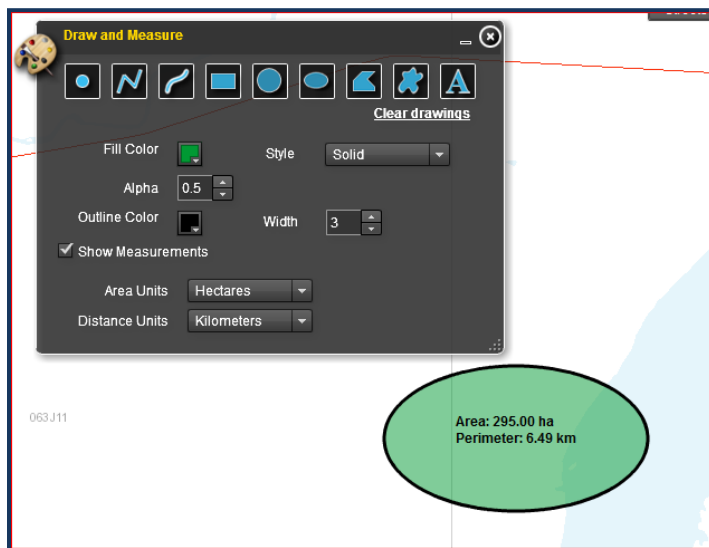 Draw and Measure
A
Clear drawings
Fill Color
Style
Solid
Alpha
0.5
Outline Color
Width
3
Show Measurements
Area Units
Hectares
Distance Units
Kilometers
063J11
Area: 295.00 ha
Perimeter: 6.49 km